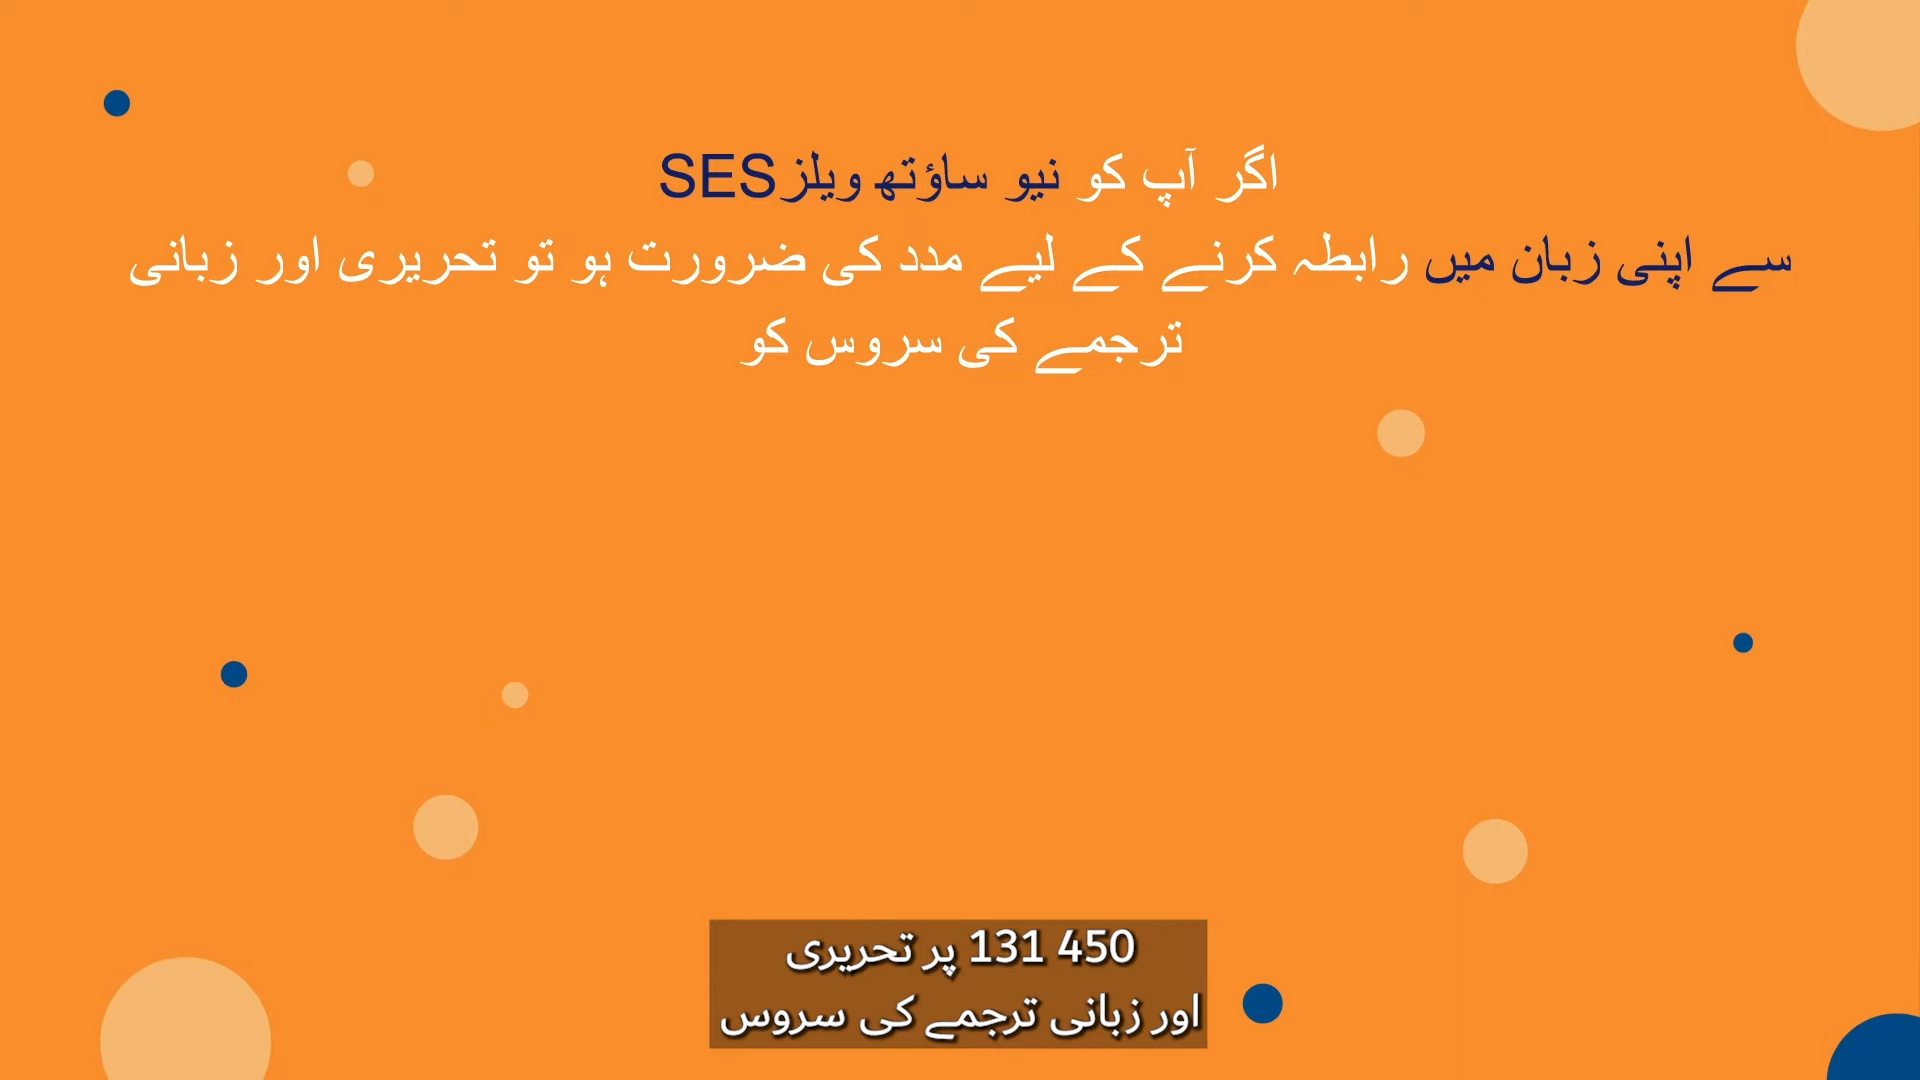 اگر آپ کو نیو ساؤتھ ویلز SES
سے اپنی زبان میں رابطہ کرنے کے لیے مدد کی ضرورت ہو تو تحریری اور زبانی
ترجمے کی سروس کو
131 450 پر تحریری
اور زبانی ترجمے کی سروس